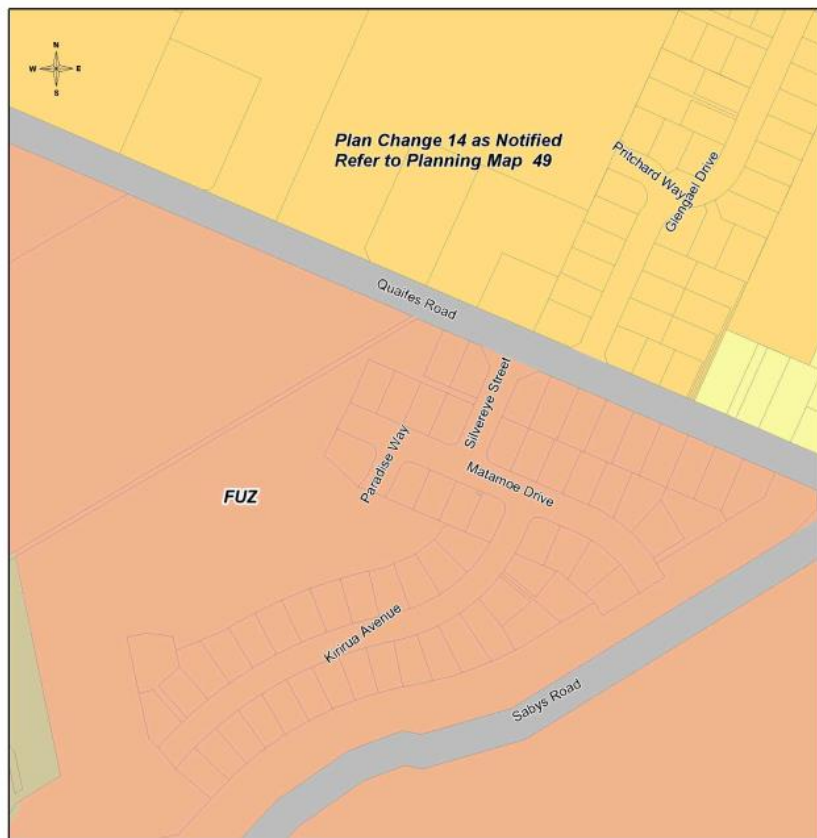 N
W E
S
Plan Change 14 as Notified
Refer to Planning Map 49
Pritchard Way
Glengael Drive
Quaifes Road
Silvereye Street
Paradise Way
Matamoe Drive
FUZ
Kirirua Avenue
Sabys Road